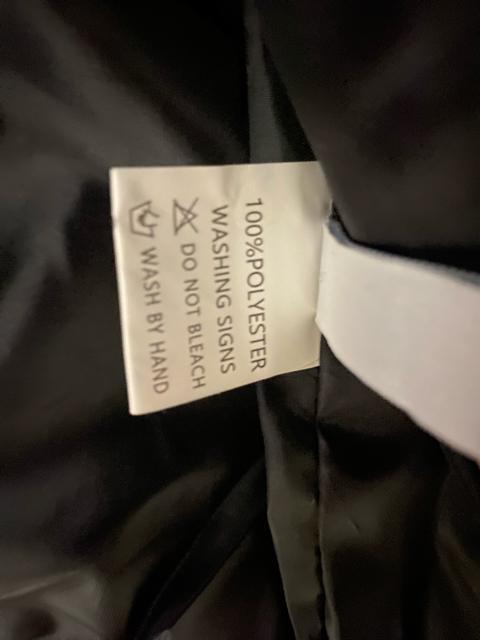 100%POLYESTER
WASHING SIGNS
DO NOT BLEACH
WASH BY HAND